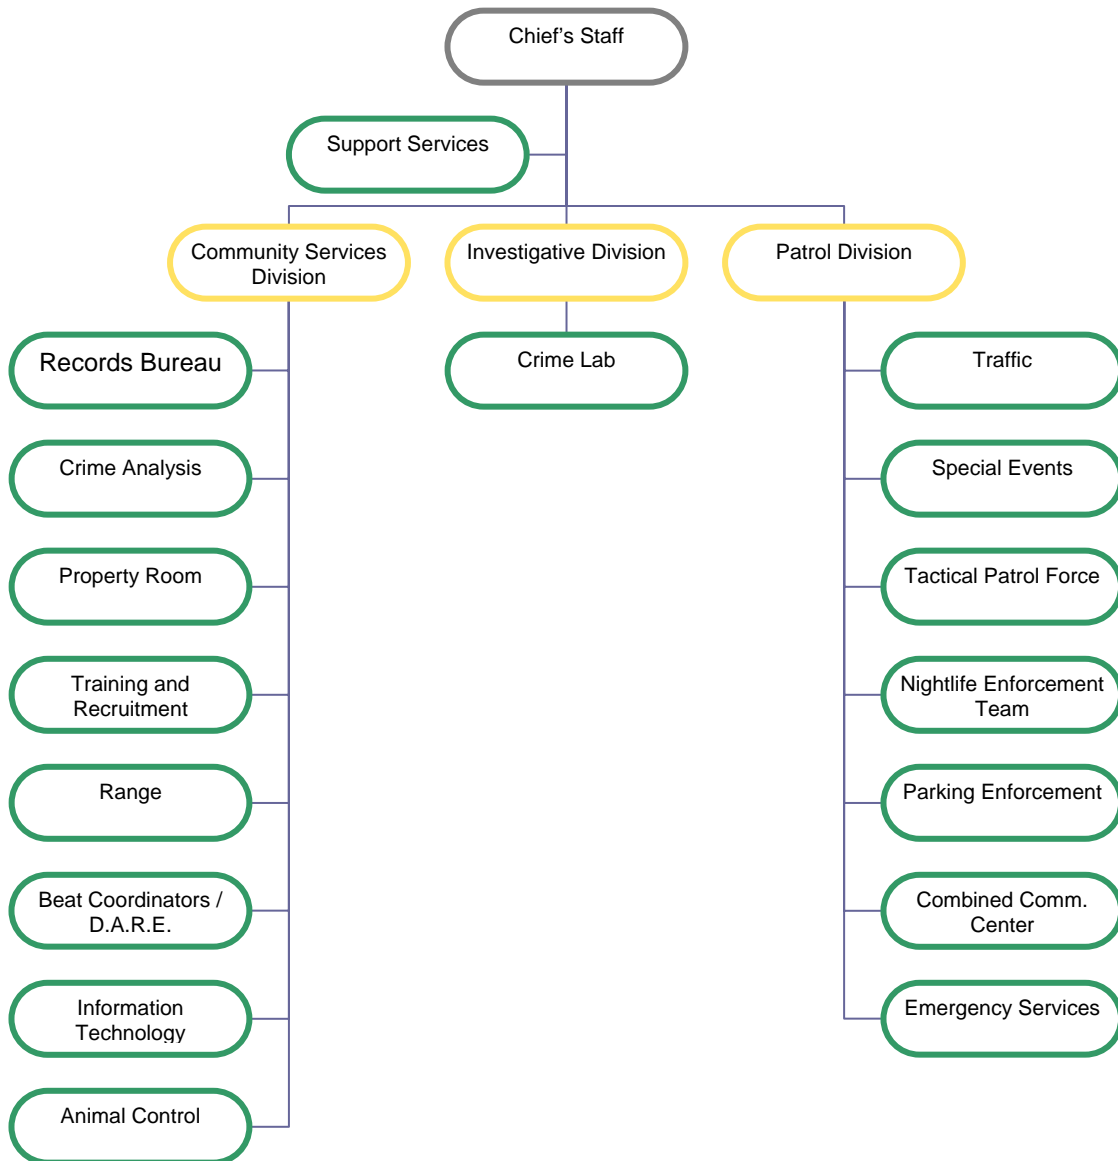 Chief's Staff
Support Services
Community Services
Division
Investigative Division
Patrol Division
Records Bureau
Crime Analysis
Property Room
Training and
Recruitment
Range
Beat Coordinators /
D.A.R.E.
Information
Technology
Animal Control
Crime Lab
Traffic
Special Events
Tactical Patrol Force
Nightlife Enforcement
Team
Parking Enforcement
Combined Comm.
Center
Emergency Services